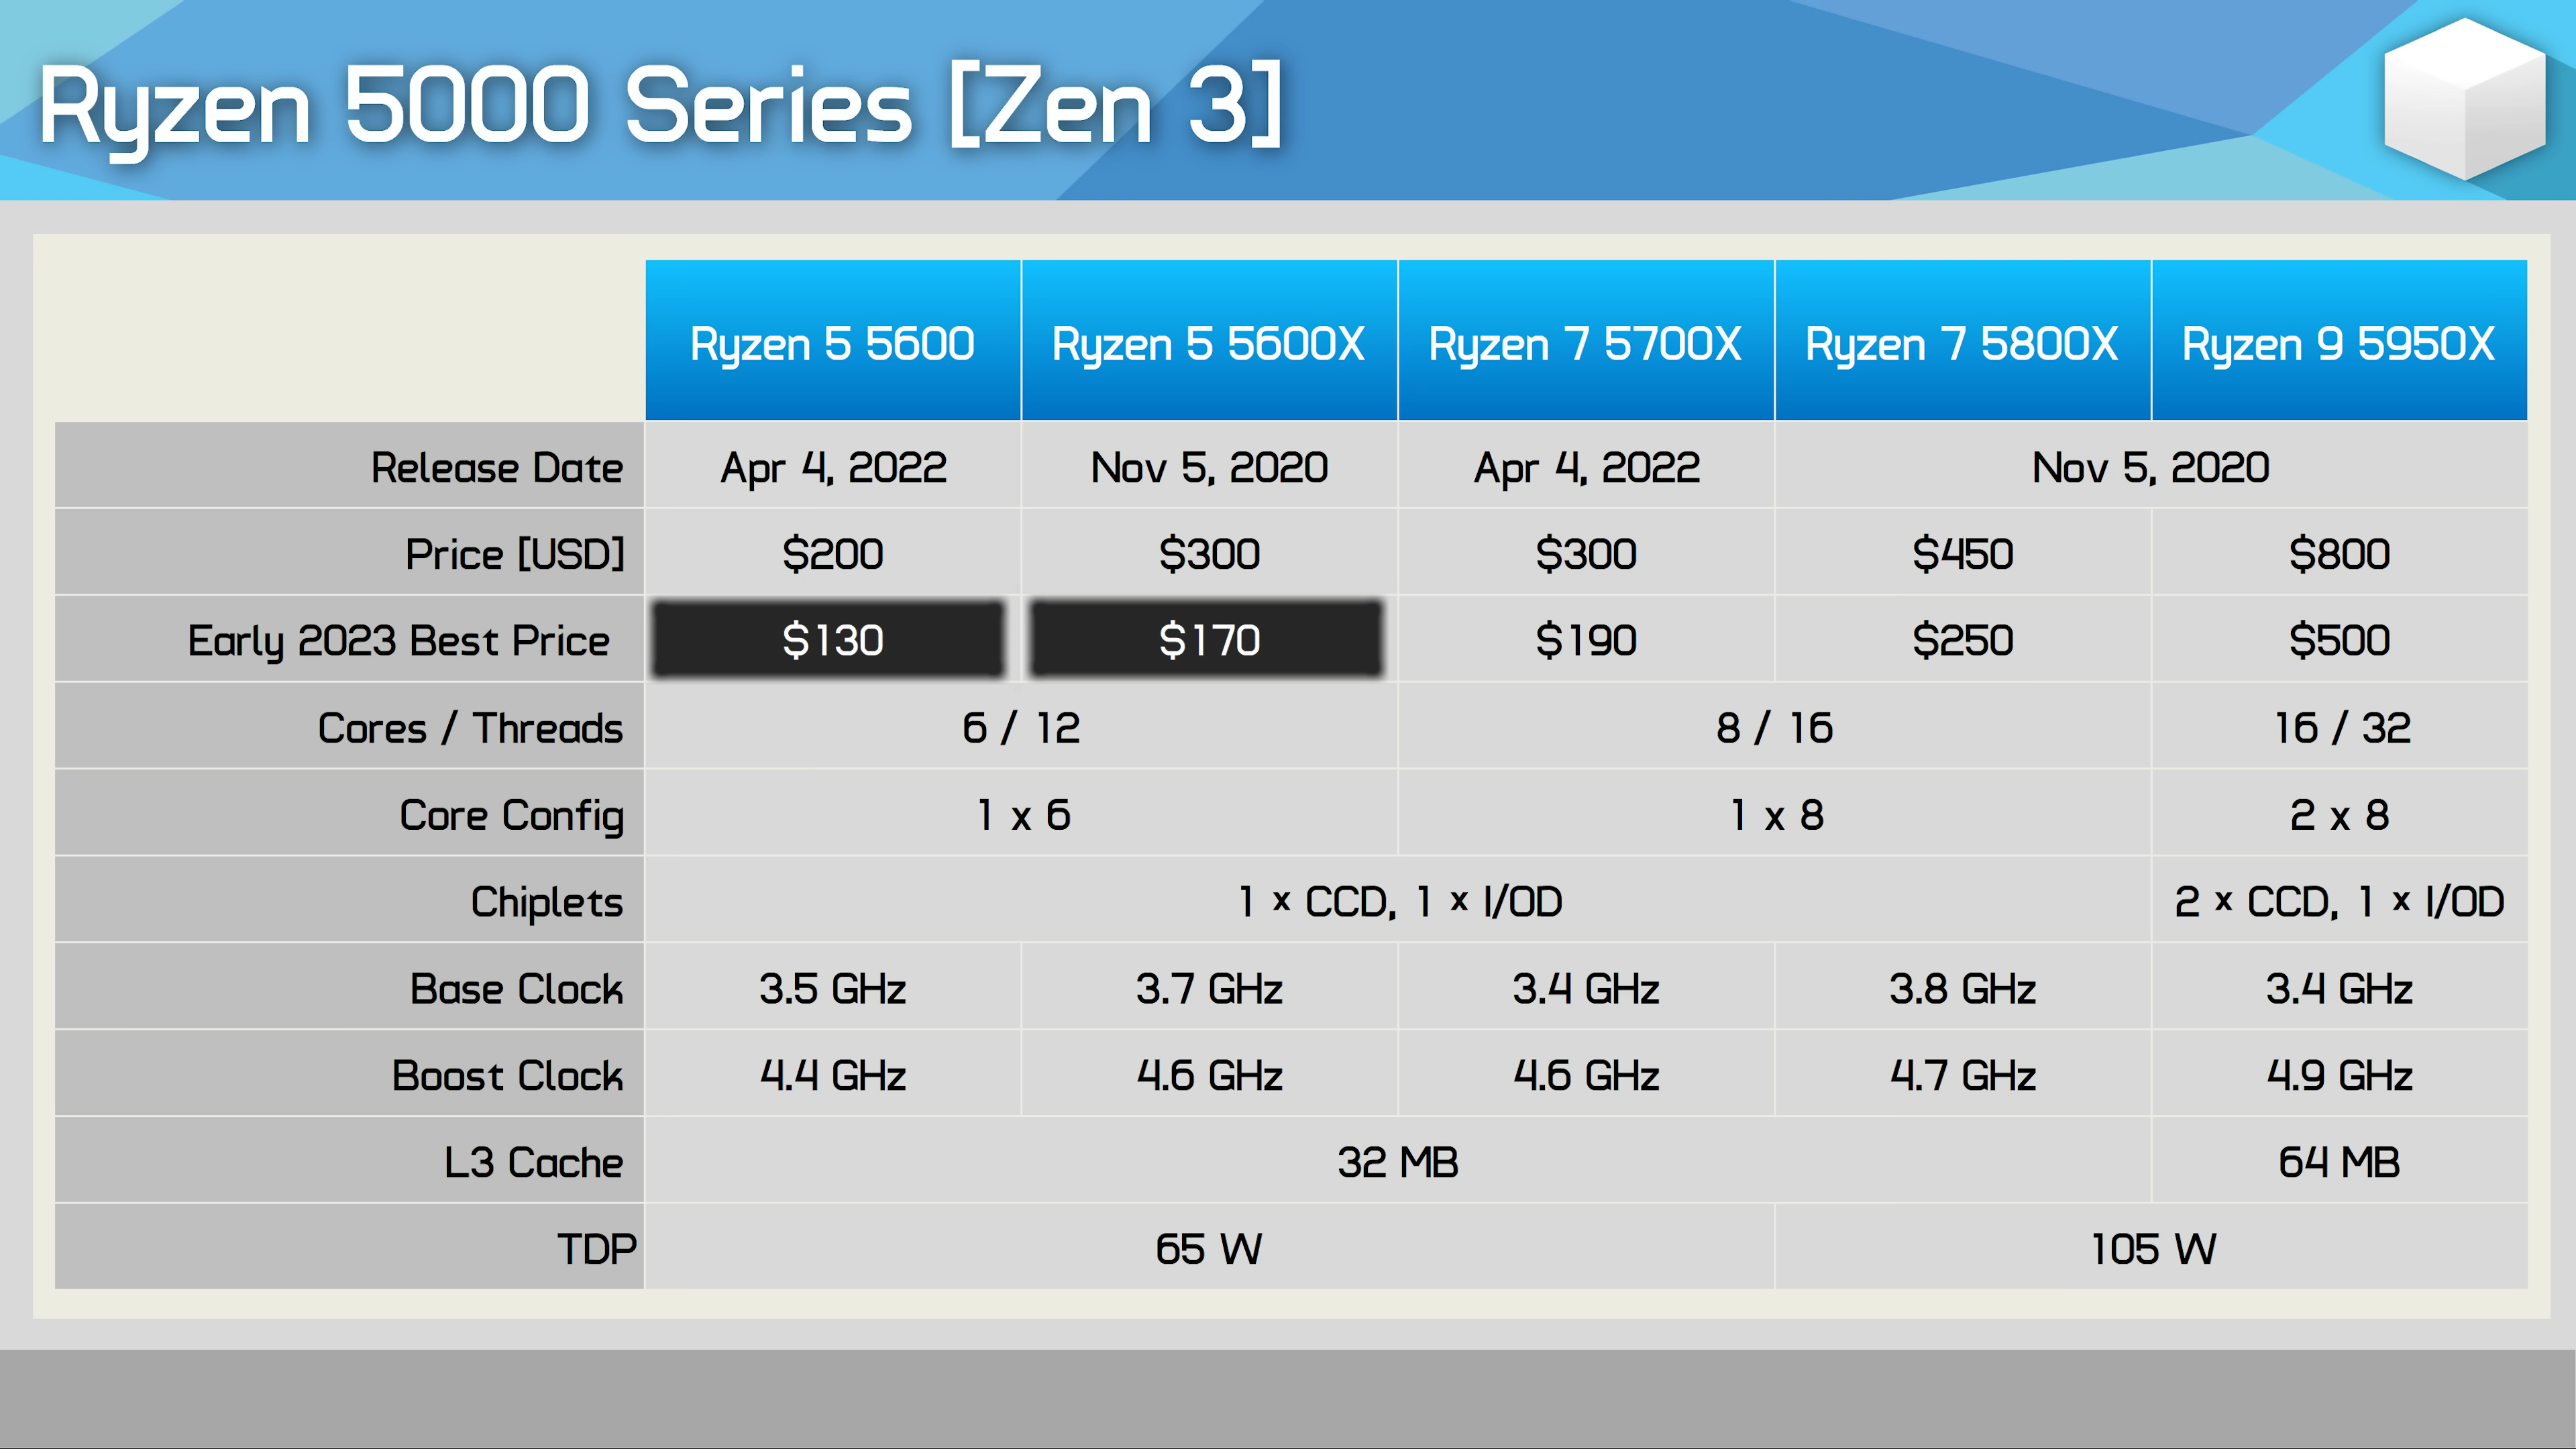 Ryzen 5000 Series [Zen 3]
Ryzen 5 5600 Ryzen 5 5600X Ryzen 7 5700X Ryzen 7 5800X Ryzen 9 5950X
Release Date Apr 4, 2022 Nov 5, 2020 Apr 4, 2022 Nov 5, 2020
Price [USD] $200 $300 $300 $450 $800
Early 2023 Best Price $130 $170 $190 $250 $500
Cores / Threads 6 / 12 8 / 16 16 / 32
Core Config 1 x 6 1 x 8 2 x 8
Chiplets 1 x CCD, 1 x I/OD 2 x CCD, 1 x I/OD
Base Clock 3.5 GHz 3.7 GHz 3.4 GHz 3.8 GHz 3.4 GHz
Boost Clock 4.4 GHz 4.6 GHz 4.6 GHz 4.7 GHz 4.9 GHz
L3 Cache 32 MB 64 MB
TDP 65 W 105 W